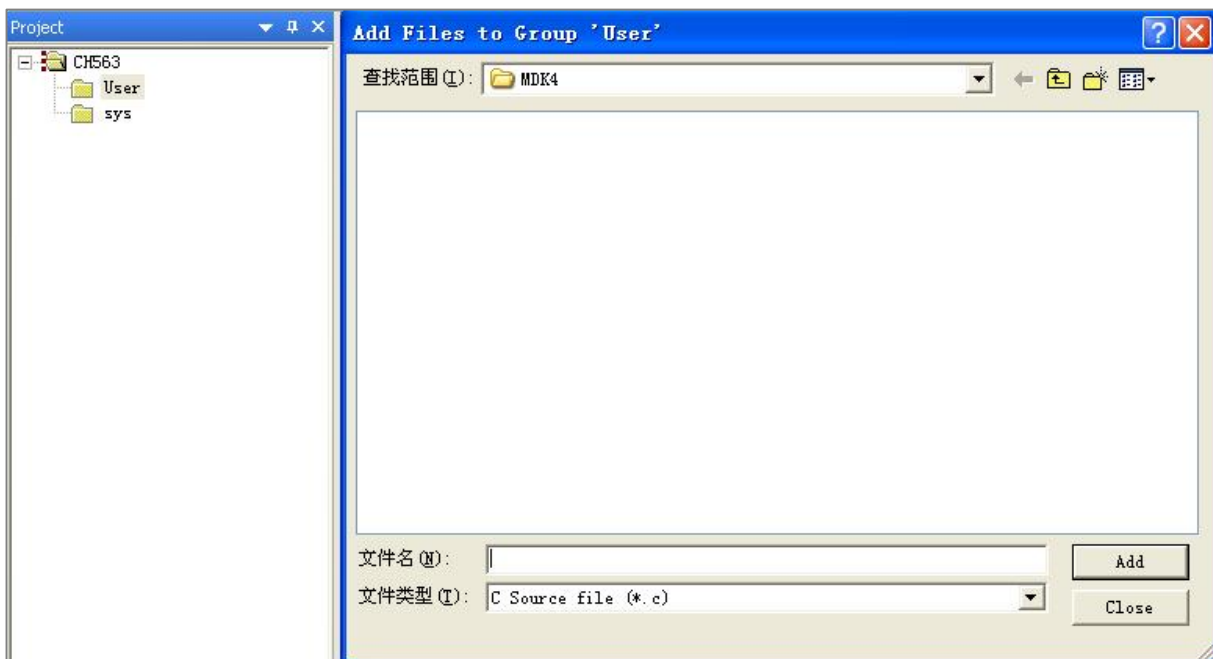 Project
CH563
User
sys
Add Files to Group 'User'
查找范围(I): MDK4
文件名(N):
Add
文件类型(T): C Source file (*.c)
Close